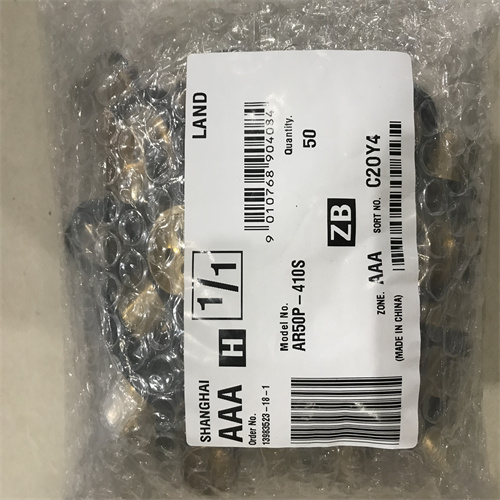 SHANGHAI
LAND
AAA
H
1/1
9 010768 904084
Order No.
13983523-18-1
Model No.
AR50P-410S
Quantity.
50
ZB
ZONE. AAA
SORT NO. C20Y4
(MADE IN CHINA)